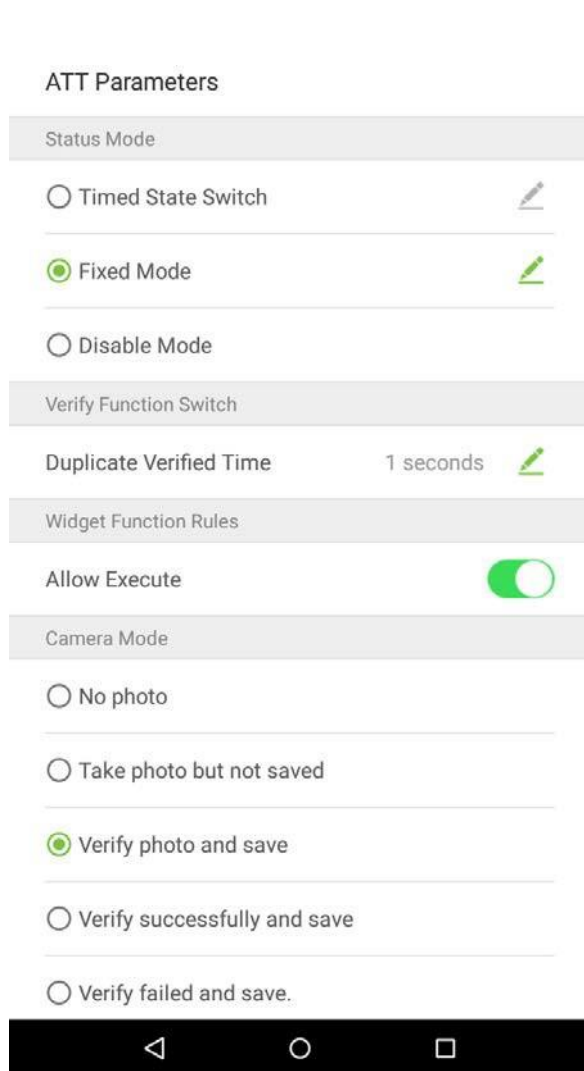 ATT Parameters
Status Mode
Timed State Switch
Fixed Mode
Disable Mode
Verify Function Switch
Duplicate Verified Time 1 seconds
Widget Function Rules
Allow Execute
Camera Mode
No photo
Take photo but not saved
Verify photo and save
Verify successfully and save
Verify failed and save.